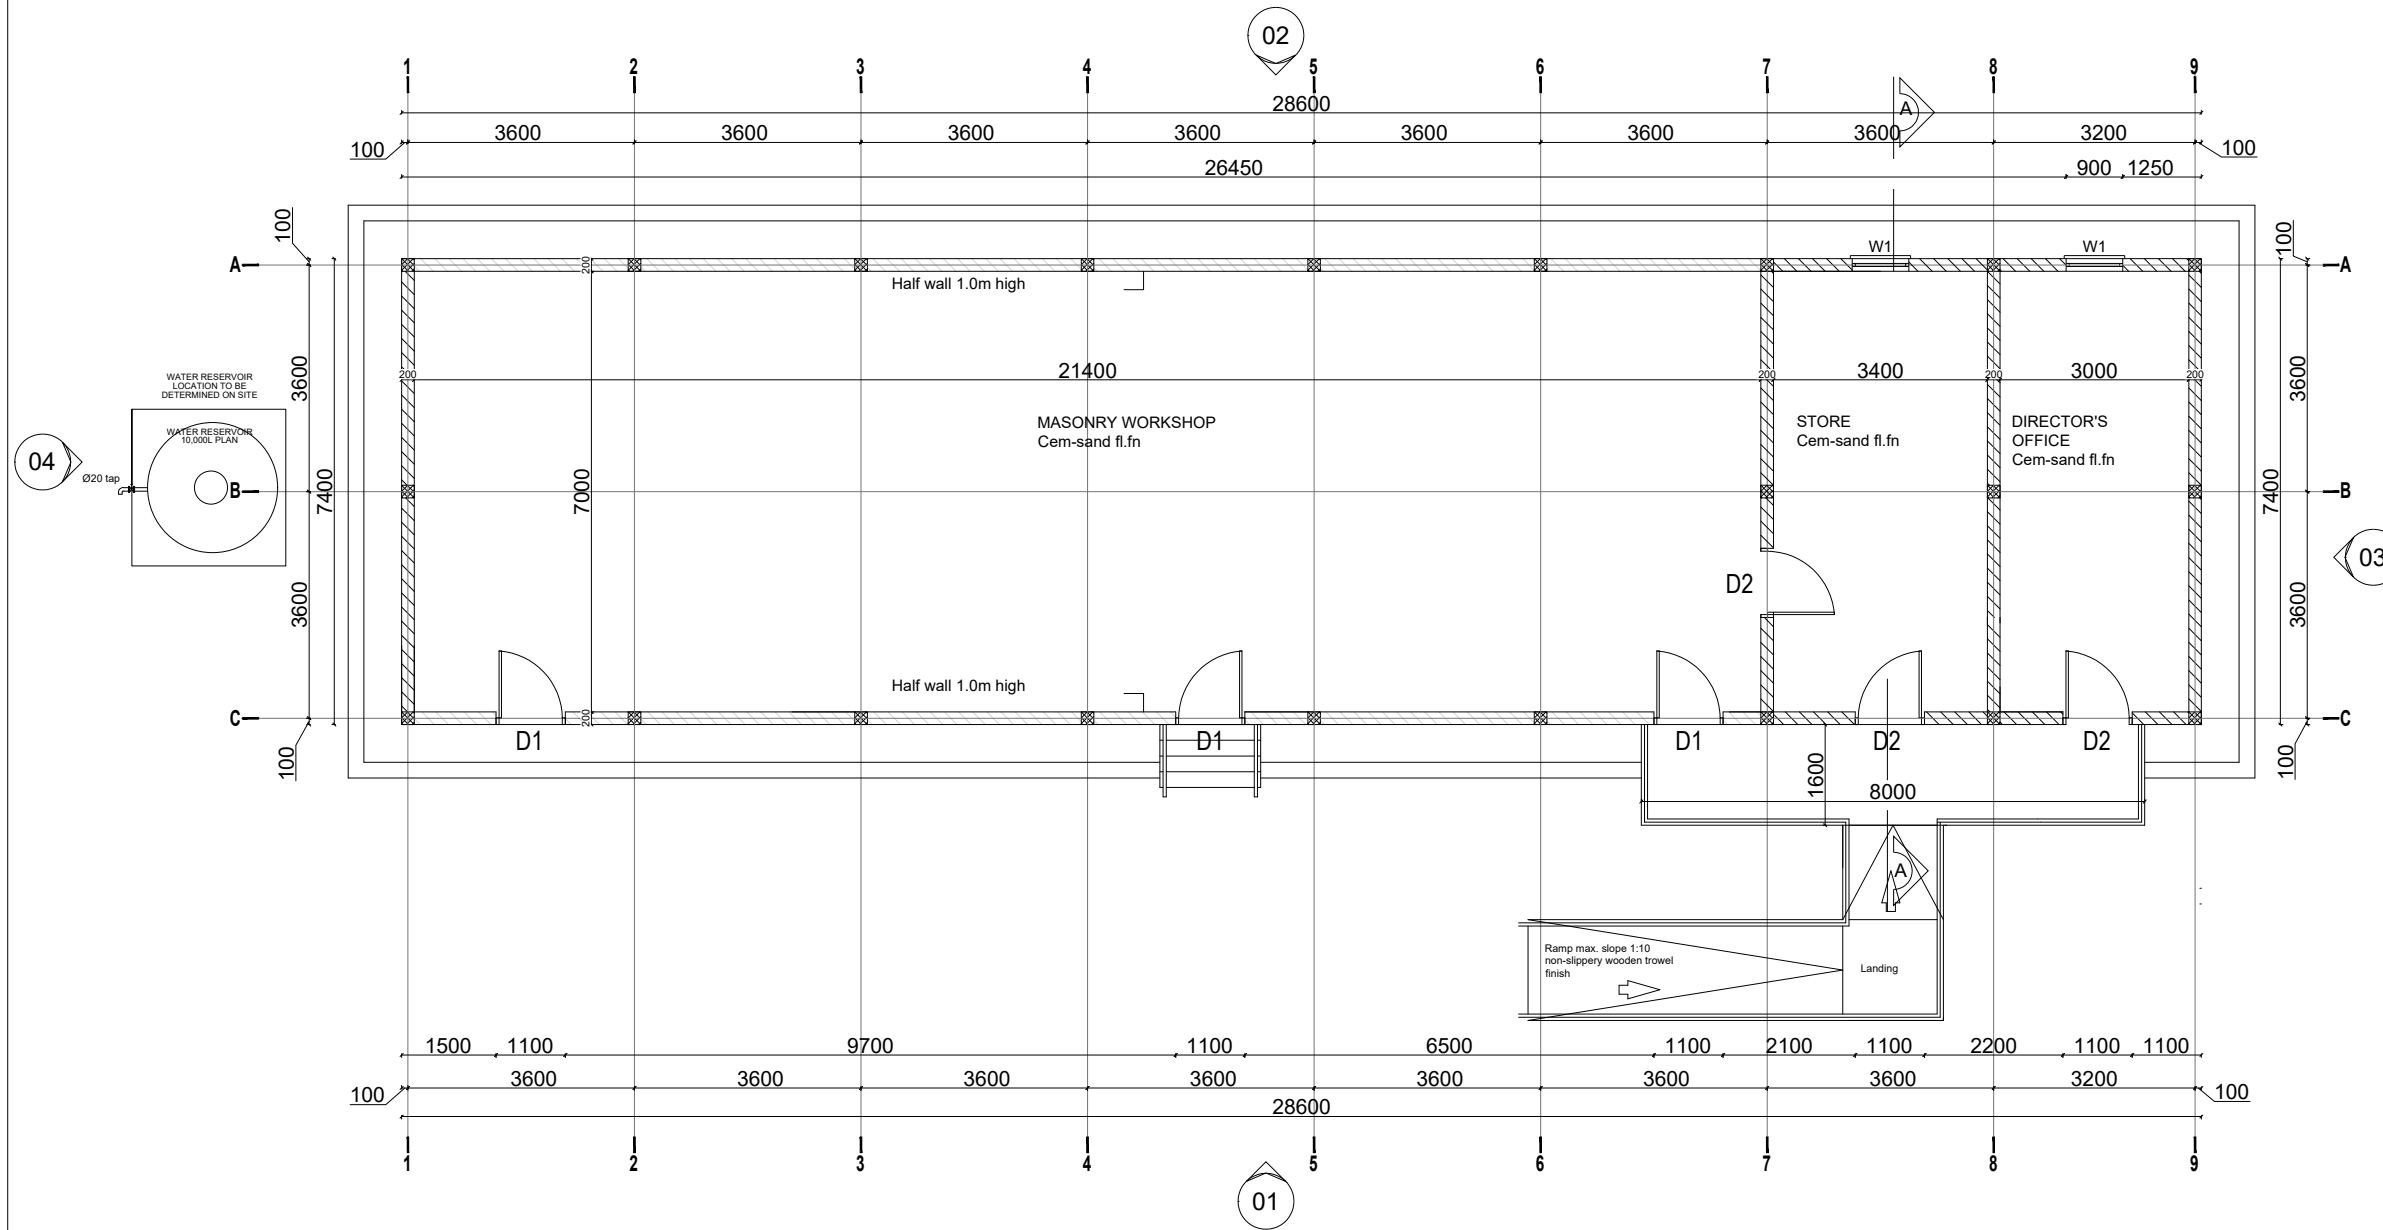 02
1 2 3 4 5 6 7 8 9
28600
A
3600 3600 3600 3600 3600 3600 3600 3200
100 100
26450 900 1250
100 100
W1 W1
A A
200
Half wall 1.0m high
3600 3600
WATER RESERVOIR
LOCATION TO BE
DETERMINED ON SITE
200 21400 200 3400 200 3000 200
MASONRY WORKSHOP
Cem-sand fl.fn
STORE
Cem-sand fl.fn
DIRECTOR'S
OFFICE
Cem-sand fl.fn
WATER RESERVOIR
10,000L PLAN
04
Ø20 tap
B B
7400 7000 7400
03
D2
3600 3600
Half wall 1.0m high
C 200 C
D1 D1 D1 D2 D2
100 100
1600
8000
A
Ramp max. slope 1:10
non-slippery wooden trowel
finish
Landing
1500 1100 9700 1100 6500 1100 2100 1100 2200 1100 1100
3600 3600 3600 3600 3600 3600 3600 3200
100 100
28600
1 2 3 4 5 6 7 8 9
01